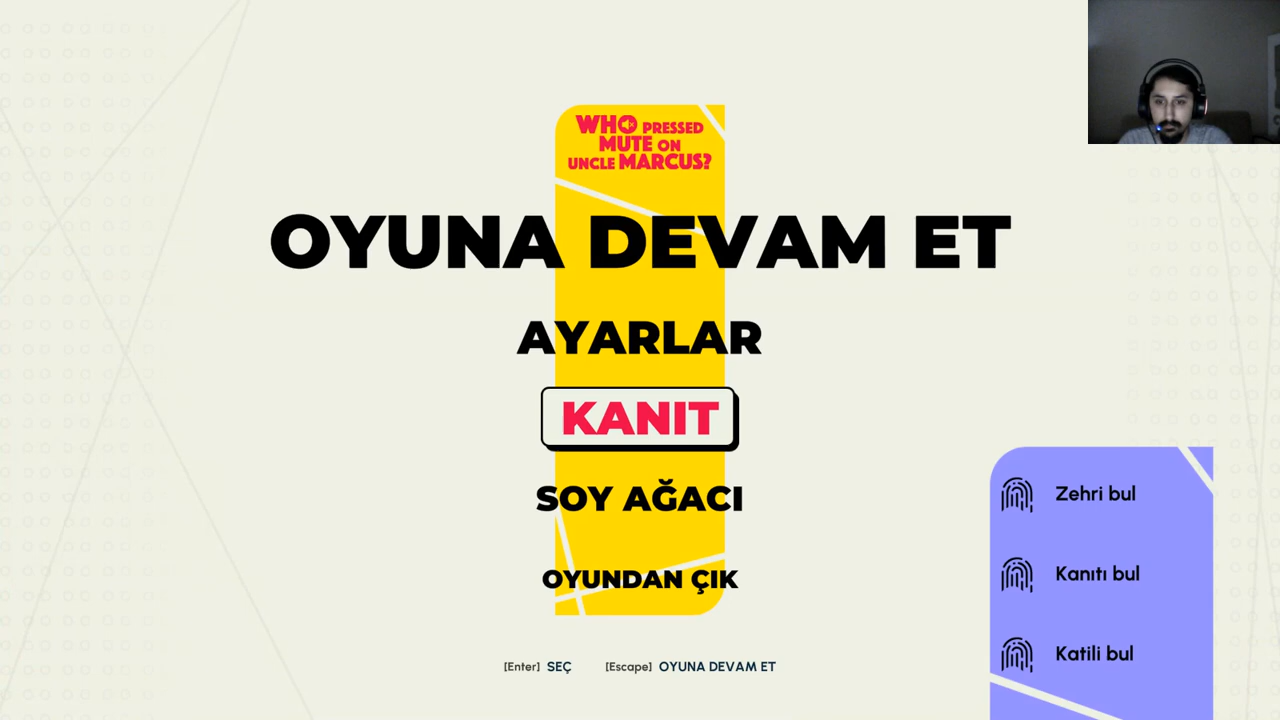 WHO PRESSED
MUTE ON
UNCLE MARCUS?
OYUNA DEVAM ET
AYARLAR
KANIT
SOY AĞACI
OYUNDAN ÇIK
[Enter] SEÇ [Escape] OYUNA DEVAM ET
Zehri bul
Kanıtı bul
Katili bul